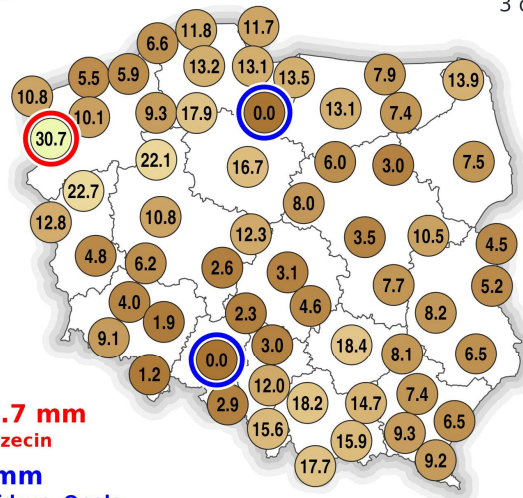 3
11.8 11.7
6.6
13.2 13.1 13.5
5.5 5.9 7.9 13.9
10.8
10.1 9.3 17.9 0.0 13.1 7.4
30.7
22.1 16.7 6.0 3.0 7.5
22.7
8.0
12.8 10.8
12.3 3.5 10.5 4.5
4.8 6.2 2.6 3.1
7.7 5.2
4.0 1.9 2.3 4.6 8.2
9.1
0.0 3.0 18.4 8.1 6.5
1.2
12.0
2.9 18.2 14.7 7.4
.7 mm
15.6 15.9 9.3 6.5
zecin
17.7 9.2
mm